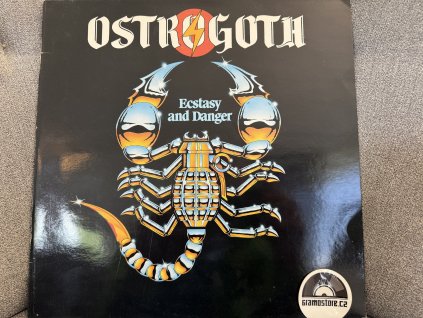 OSTROGOTH
Ecstasy
and Danger
Gramostore.cz